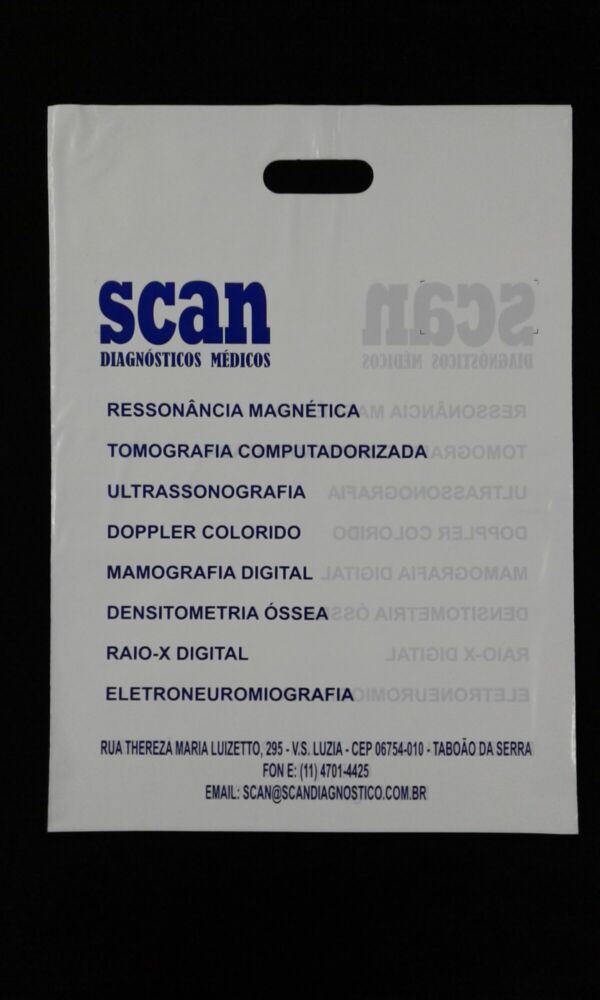 scan
DIAGNÓSTICOS MÉDICOS
RESSONÂNCIA MAGNÉTICA
TOMOGRAFIA COMPUTADORIZADA
ULTRASSONOGRAFIA
DOPPLER COLORIDO
MAMOGRAFIA DIGITAL
DENSITOMETRIA ÓSSEA
RAIO-X DIGITAL
ELETRONEUROMIOGRAFIA
RUA THEREZA MARIA LUIZETTO, 295 - V.S. LUZIA - CEP 06754-010 - TABOÃO DA SERRA
FON E: (11) 4701-4425
EMAIL: SCAN@SCANDIAGNOSTICO.COM.BR